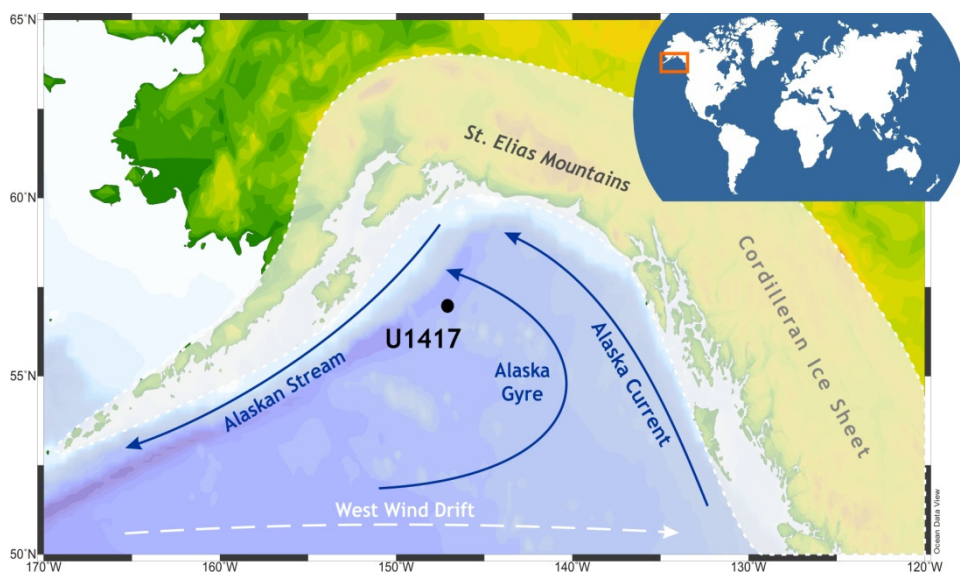 65˚N
St. Elias Mountains
60˚N
Cordilleran Ice Sheet
U1417
Alaskan Stream
Alaska
Gyre
Alaska Current
55˚N
West Wind Drift
Ocean Data View
50˚N
170˚W
160˚W
150˚W
140˚W
130˚W
120˚W